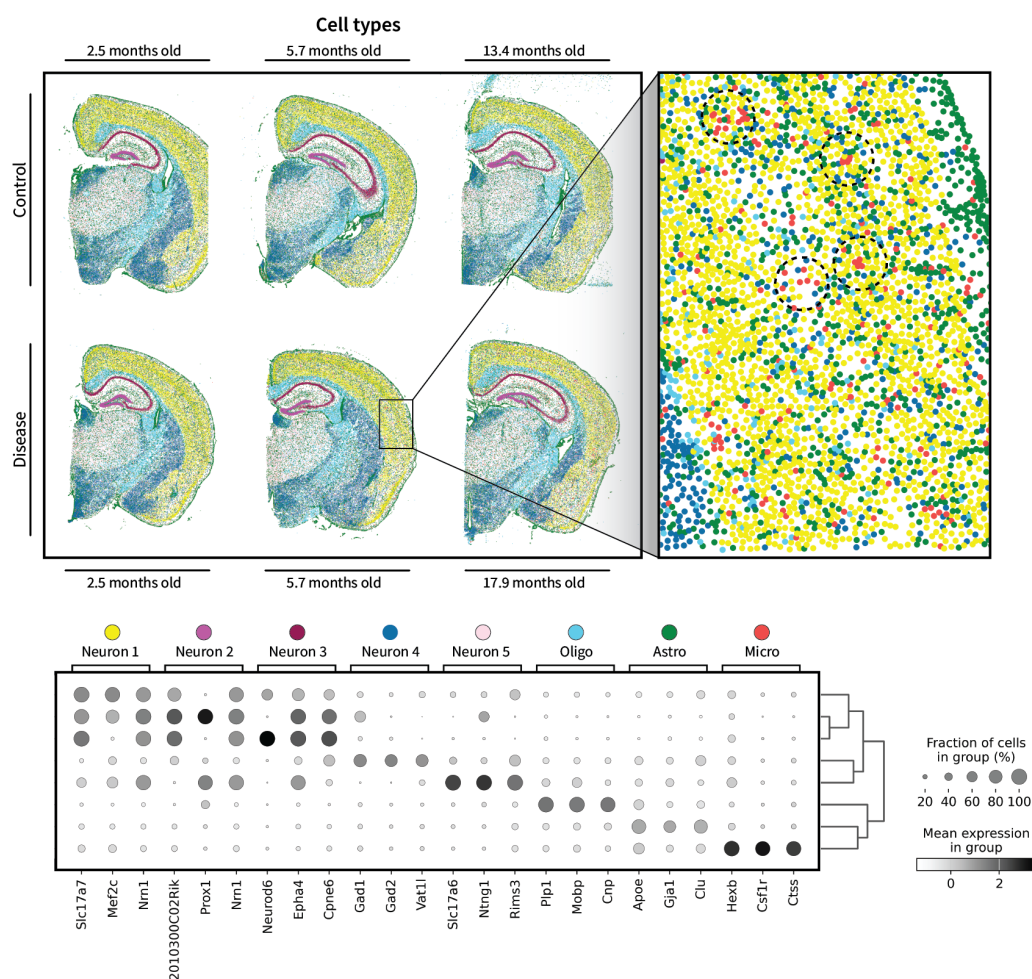 Cell types
2.5 months old
5.7 months old
13.4 months old
Control
Disease
2.5 months old
5.7 months old
17.9 months old
Neuron 1
Neuron 2
Neuron 3
Neuron 4
Neuron 5
Oligo
Astro
Micro
Fraction of cells
in group (%)
20 40 60 80 100
Mean expression
in group
0 2
Slc17a7
Mef2c
Nrn1
2010300C02Rik
Prox1
Nrn1
Neurod6
Epha4
Cpne6
Gad1
Gad2
Vat1l
Slc17a6
Ntng1
Rims3
Plp1
Mobp
Cnp
Apoe
Gja1
Clu
Hexb
Csf1r
Ctss